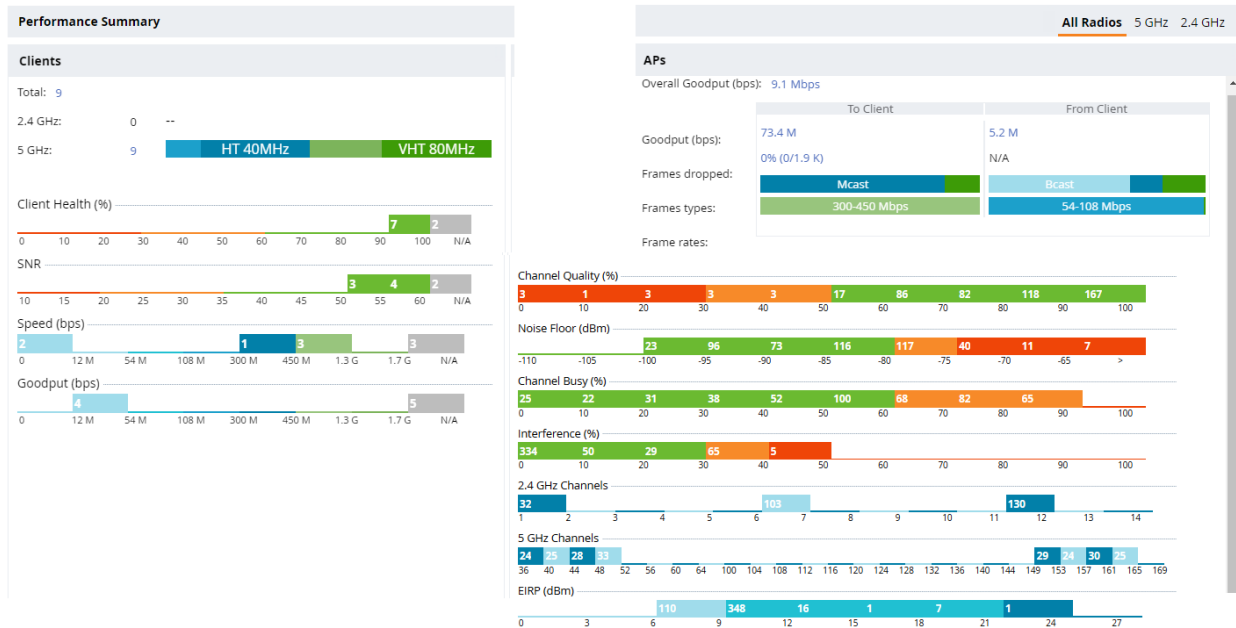 Performance Summary
All Radios 5 GHz 2.4 GHz
Clients
Total: 9
2.4 GHz: 0 --
5 GHz: 9 HT 40MHz VHT 80MHz
Client Health (%)
7 2
0 10 20 30 40 50 60 70 80 90 100 N/A
SNR
3 4 2
10 15 20 25 30 35 40 45 50 55 60 N/A
Speed (bps)
2 1 3 3
0 12 M 54 M 108 M 300 M 450 M 1.3 G 1.7 G N/A
Goodput (bps)
4 5
0 12 M 54 M 108 M 300 M 450 M 1.3 G 1.7 G N/A
APs
Overall Goodput (bps): 9.1 Mbps
To Client From Client
Goodput (bps): 73.4 M 5.2 M
0% (0/1.9 K) N/A
Frames dropped:
Mcast Bcast
Frames types: 300-450 Mbps 54-108 Mbps
Frame rates:
Channel Quality (%)
3 1 3 3 3 17 86 82 118 167
0 10 20 30 40 50 60 70 80 90 100
Noise Floor (dBm)
23 96 73 116 117 40 11 7
-110 -105 -100 -95 -90 -85 -80 -75 -70 -65 >
Channel Busy (%)
25 22 31 38 52 100 68 82 65
0 10 20 30 40 50 60 70 80 90 100
Interference (%)
334 50 29 65 5
0 10 20 30 40 50 60 70 80 90 100
2.4 GHz Channels
32 103 130
1 2 3 4 5 6 7 8 9 10 11 12 13 14
5 GHz Channels
24 25 28 33 29 24 30 25
36 40 44 48 52 56 60 64 100 104 108 112 116 120 124 128 132 136 140 144 149 153 157 161 165 169
EIRP (dBm)
110 348 16 1 7 1
0 3 6 9 12 15 18 21 24 27